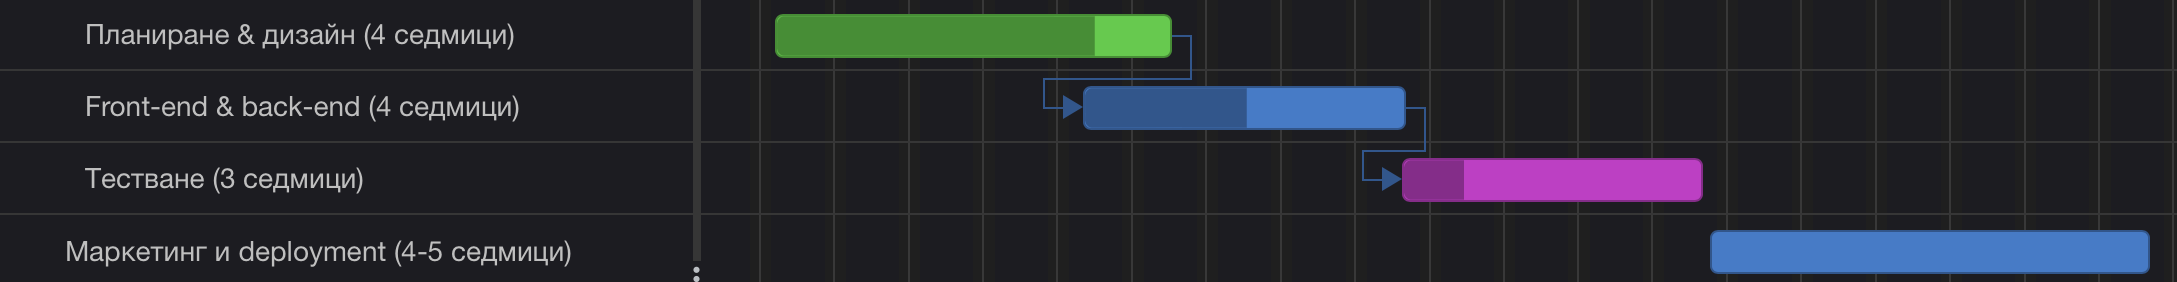 Планиране & дизайн (4 седмици)
Front-end & back-end (4 седмици)
Тестване (3 седмици)
Маркетинг и deployment (4-5 седмици)